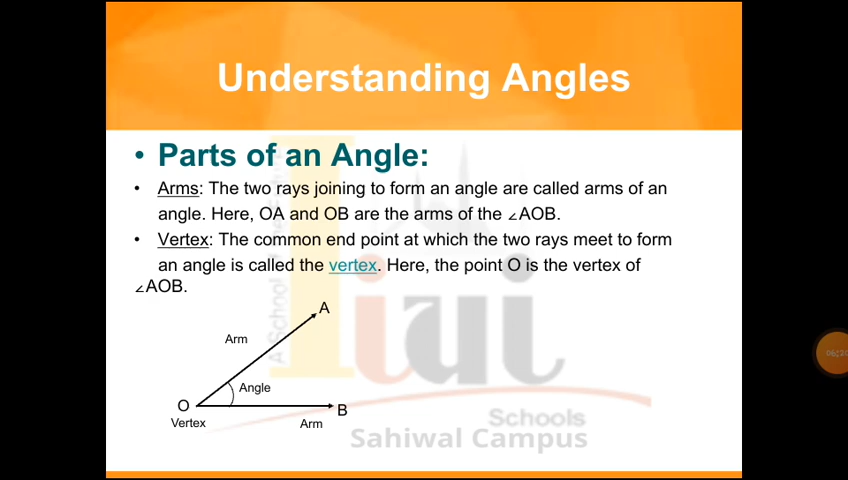 Understanding Angles
• Parts of an Angle:
• Arms: The two rays joining to form an angle are called arms of an
angle. Here, OA and OB are the arms of the ∠AOB.
• Vertex: The common end point at which the two rays meet to form
an angle is called the vertex. Here, the point O is the vertex of
∠AOB.
A
Arm
Angle
O
B
Vertex
Arm
Schools
Sahiwal Campus